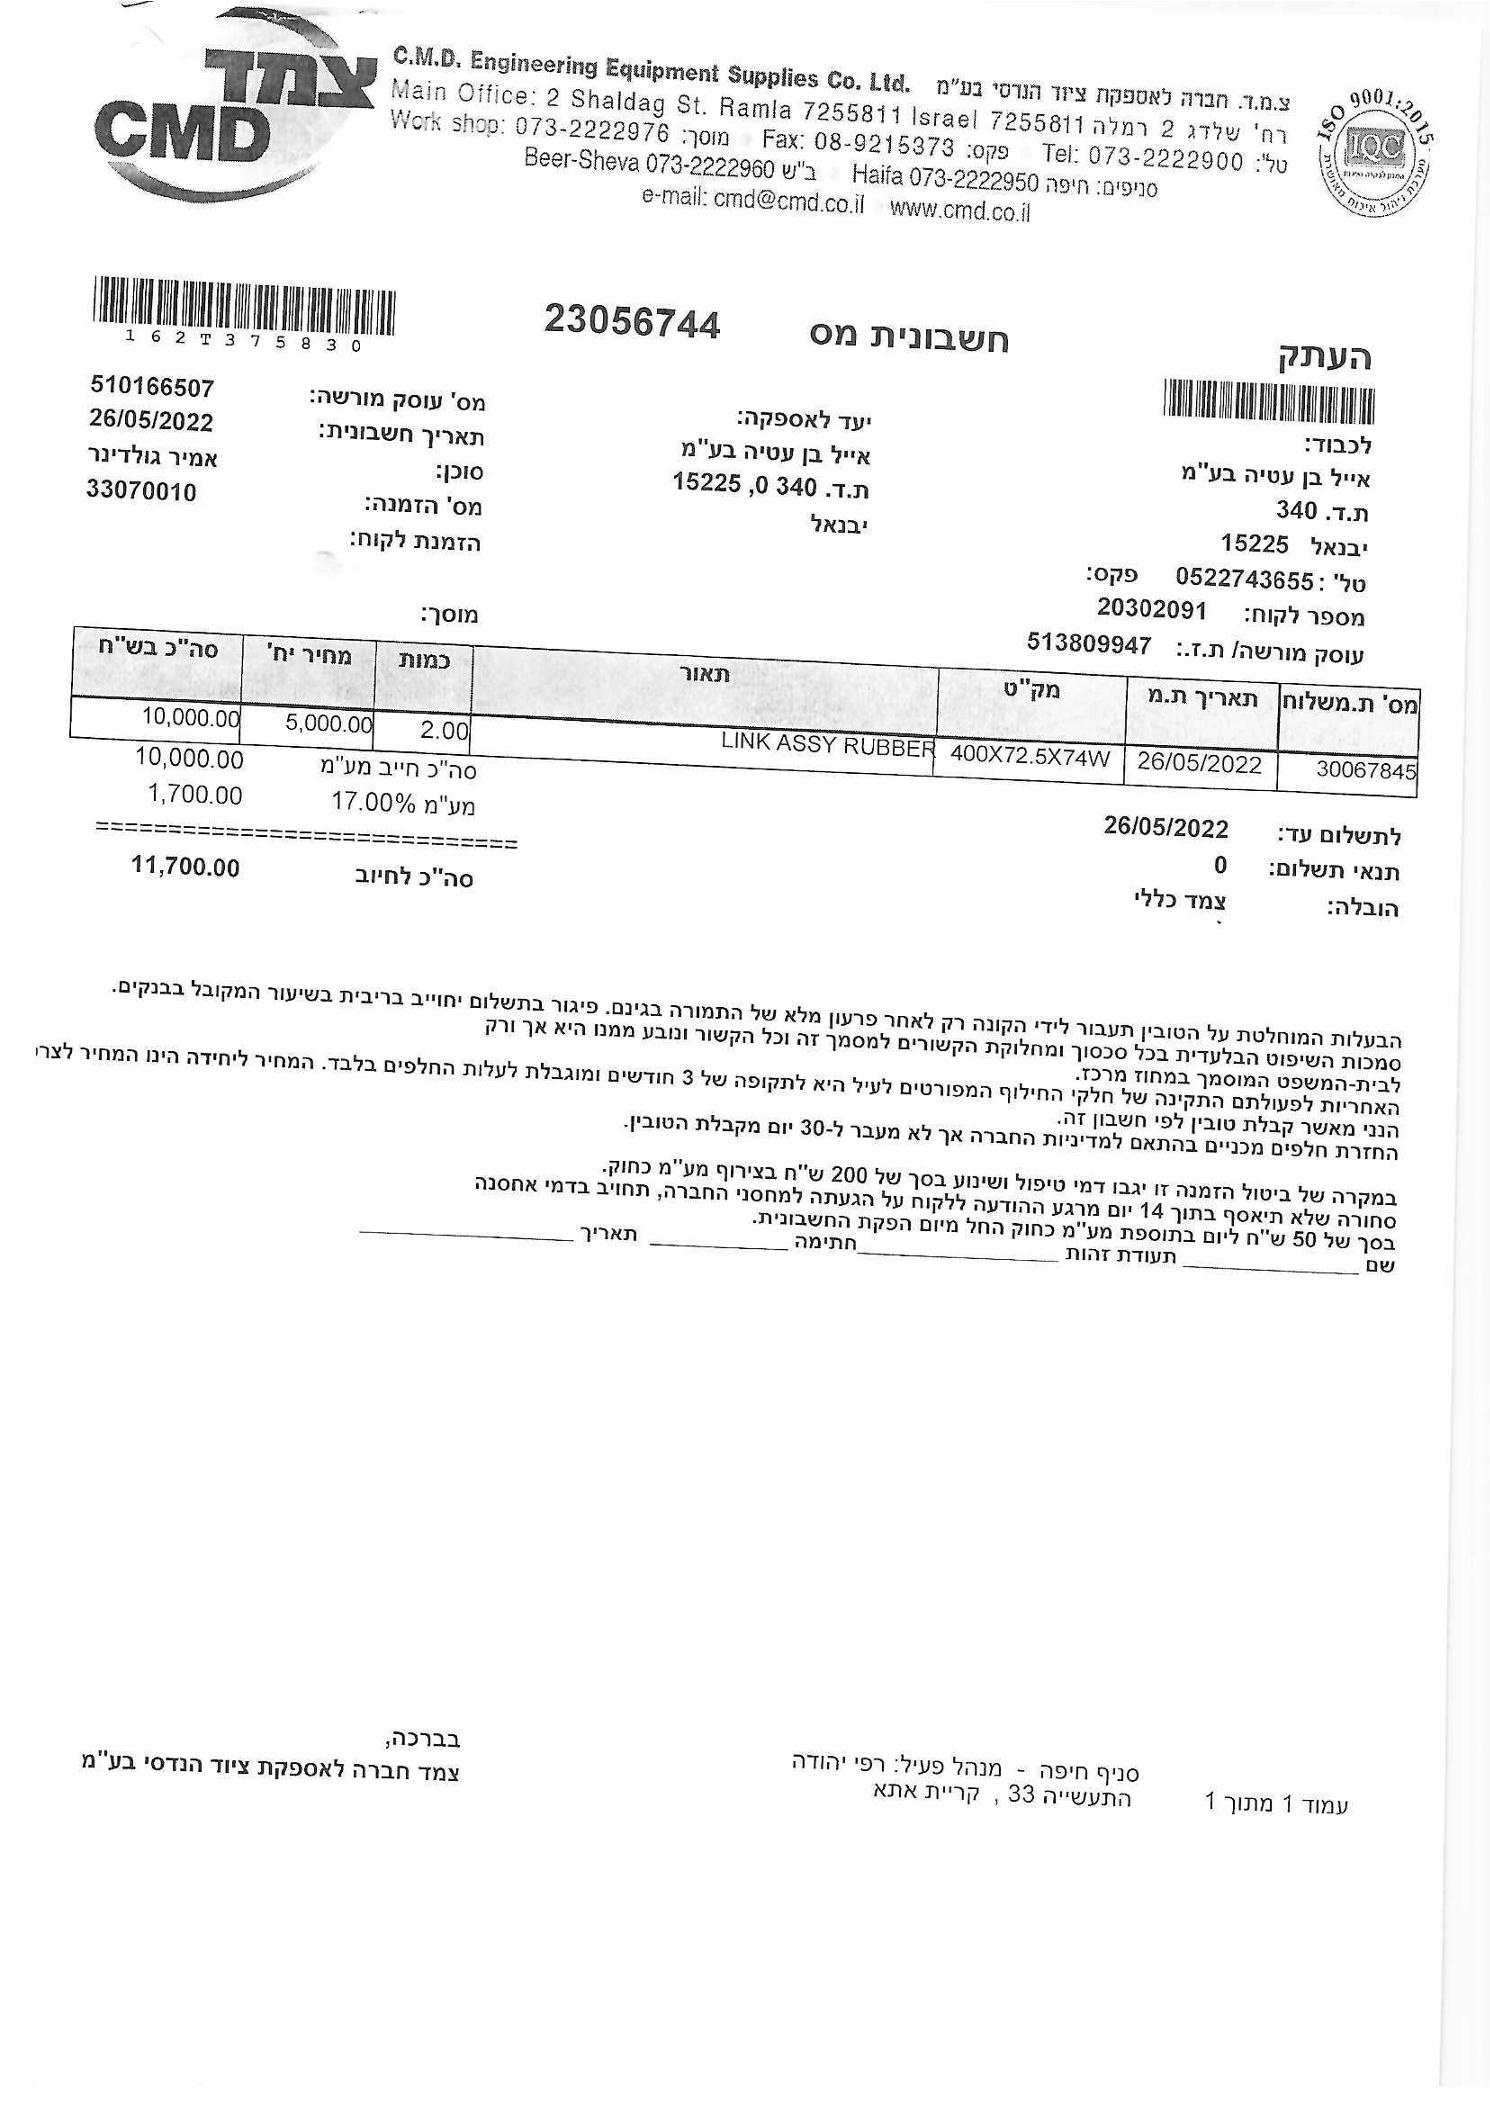 צמד
CMD
C.M.D. Engineering Equipment Supplies Co. Ltd. צ.מ.ד. חברה לאספקת ציוד הנדסי בע"מ
Main Office: 2 Shaldag St. Ramla 7255811 Israel רח' שלדג 2 רמלה 7255811
Work shop: 073-2222976 :מוסך Fax: 08-9215373 :פקס Tel: 073-2222900 :טל'
סניפים: חיפה Haifa 073-2222950 ב"ש Beer-Sheva 073-2222960
e-mail: cmd@cmd.co.il www.cmd.co.il
ISO 9001:2015
IQC
מערכת ניהול איכות מאושרת
העתק
חשבונית מס 23056744
162T375830
לכבוד:
אייל בן עטיה בע"מ
ת.ד. 340
יבנאל 15225
טל': 0522743655 פקס:
מספר לקוח: 20302091
עוסק מורשה/ ת.ז.: 513809947
יעד לאספקה:
אייל בן עטיה בע"מ
ת.ד. 340 0, 15225
יבנאל
מס' עוסק מורשה: 510166507
תאריך חשבונית: 26/05/2022
סוכן: אמיר גולדינר
מס' הזמנה: 33070010
הזמנת לקוח:
מוסך:
מס' ת.משלוח תאריך ת.מ מק"ט תאור כמות מחיר יח' סה"כ בש"ח
30067845 26/05/2022 400X72.5X74W LINK ASSY RUBBER 2.00 5,000.00 10,000.00
סה"כ חייב מע"מ 10,000.00
מע"מ 17.00% 1,700.00
==============================
סה"כ לחיוב 11,700.00
לתשלום עד: 26/05/2022
תנאי תשלום: 0
הובלה: צמד כללי
הבעלות המוחלטת על הטובין תעבור לידי הקונה רק לאחר פרעון מלא של התמורה בגינם. פיגור בתשלום יחוייב בריבית בשיעור המקובל בבנקים.
סמכות השיפוט הבלעדית בכל סכסוך ומחלוקת הקשורים למסמך זה וכל הקשור ונובע ממנו היא אך ורק
לבית-המשפט המוסמך במחוז מרכז.
האחריות לפעולתם התקינה של חלקי החילוף המפורטים לעיל היא לתקופה של 3 חודשים ומוגבלת לעלות החלפים בלבד. המחיר ליחידה הינו המחיר לצר
הנני מאשר קבלת טובין לפי חשבון זה.
החזרת חלפים מכניים בהתאם למדיניות החברה אך לא מעבר ל-30 יום מקבלת הטובין.
במקרה של ביטול הזמנה זו יגבו דמי טיפול ושינוע בסך של 200 ש"ח בצירוף מע"מ כחוק.
סחורה שלא תיאסף בתוך 14 יום מרגע ההודעה ללקוח על הגעתה למחסני החברה, תחויב בדמי אחסנה
בסך של 50 ש"ח ליום בתוספת מע"מ כחוק החל מיום הפקת החשבונית.
שם ______________ תעודת זהות ________________ חתימה ___________ תאריך _________________
בברכה,
צמד חברה לאספקת ציוד הנדסי בע"מ
סניף חיפה - מנהל פעיל: רפי יהודה
התעשייה 33 , קריית אתא
עמוד 1 מתוך 1